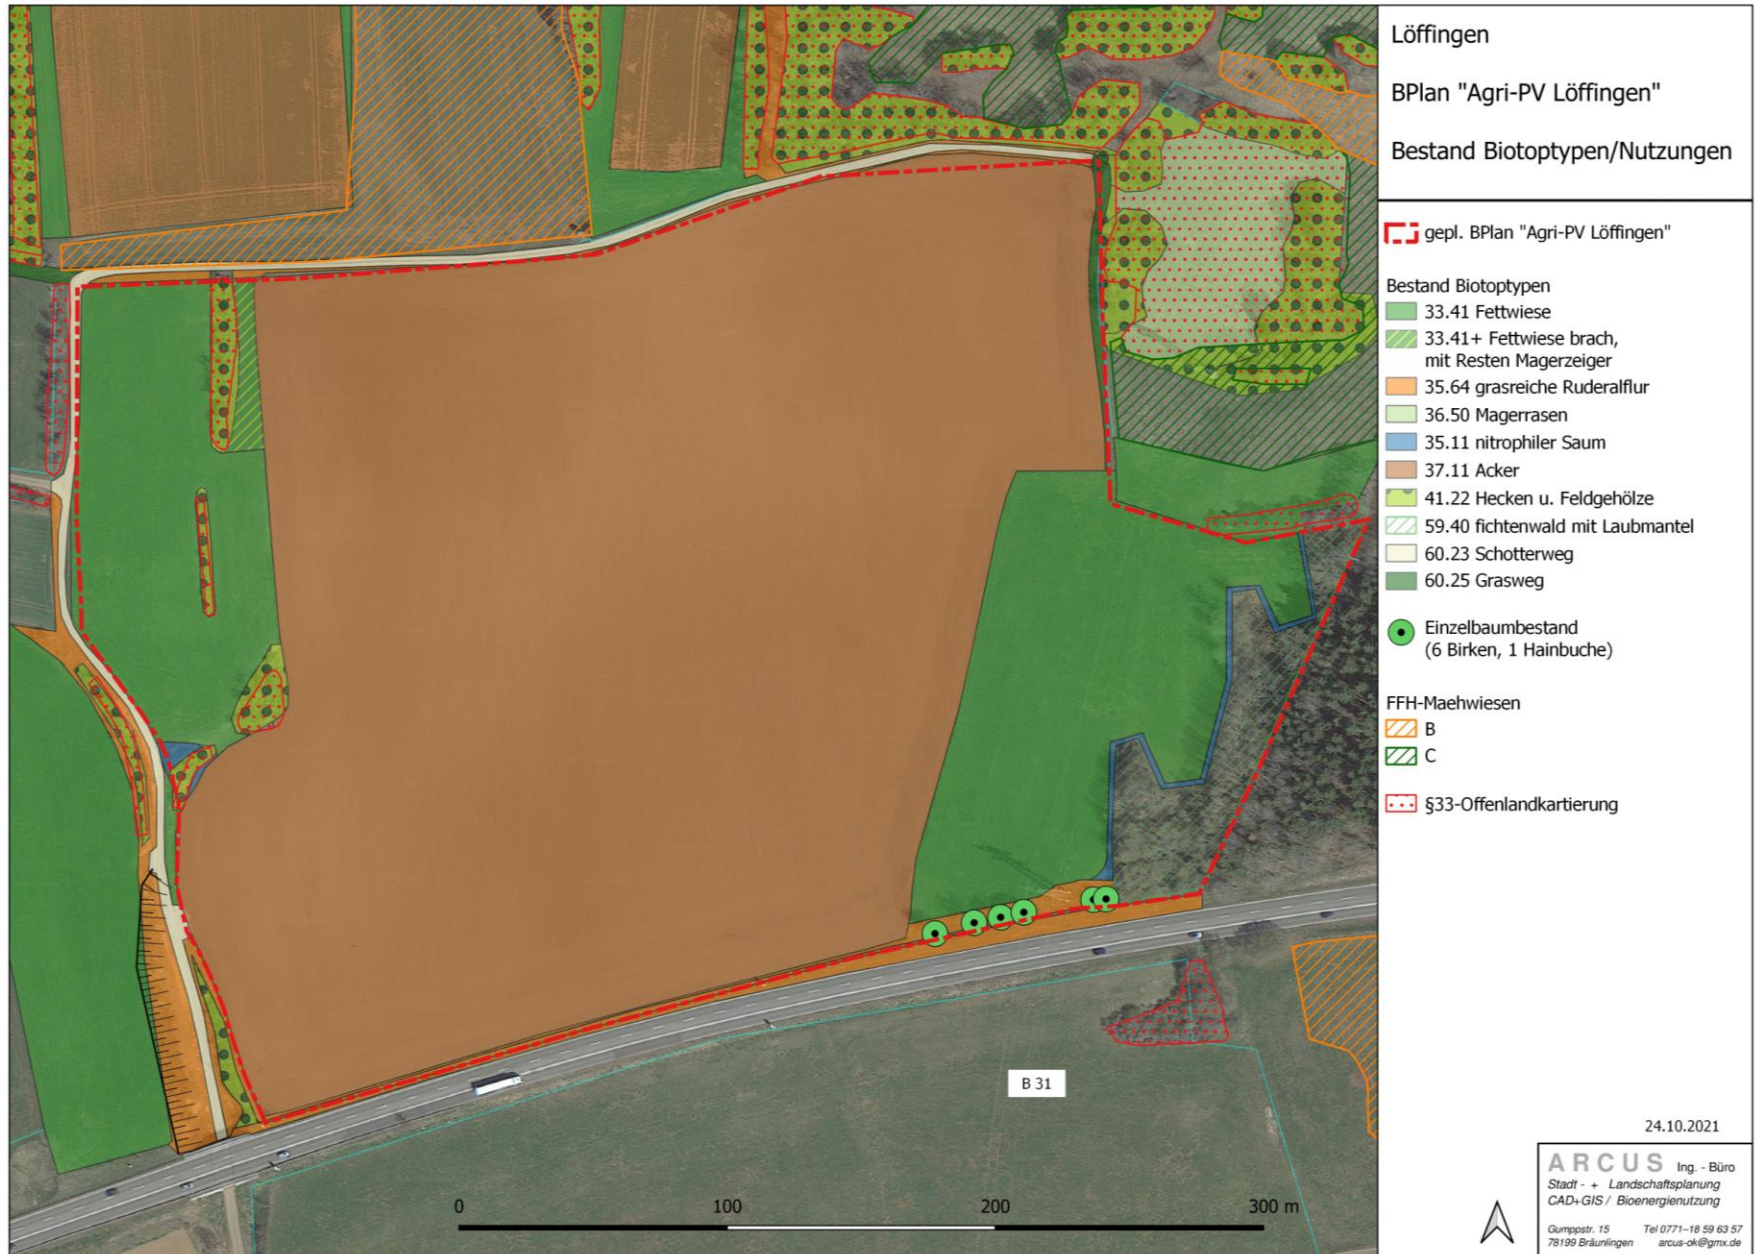 Löffingen
BPlan "Agri-PV Löffingen"
Bestand Biotoptypen/Nutzungen
gepl. BPlan "Agri-PV Löffingen"
Bestand Biotoptypen
33.41 Fettwiese
33.41+ Fettwiese brach,
mit Resten Magerzeiger
35.64 grasreiche Ruderalflur
36.50 Magerrasen
35.11 nitrophiler Saum
37.11 Acker
41.22 Hecken u. Feldgehölze
59.40 fichtenwald mit Laubmantel
60.23 Schotterweg
60.25 Grasweg
Einzelbaumbestand
(6 Birken, 1 Hainbuche)
FFH-Maehwiesen
B
C
§33-Offenlandkartierung
B 31
0 100 200 300 m
24.10.2021
ARCUS Ing. - Büro
Stadt - + Landschaftsplanung
CAD+GIS / Bioenergienutzung
Gumppstr. 15 Tel 0771–18 59 63 57
78199 Bräunlingen arcus-ok@gmx.de